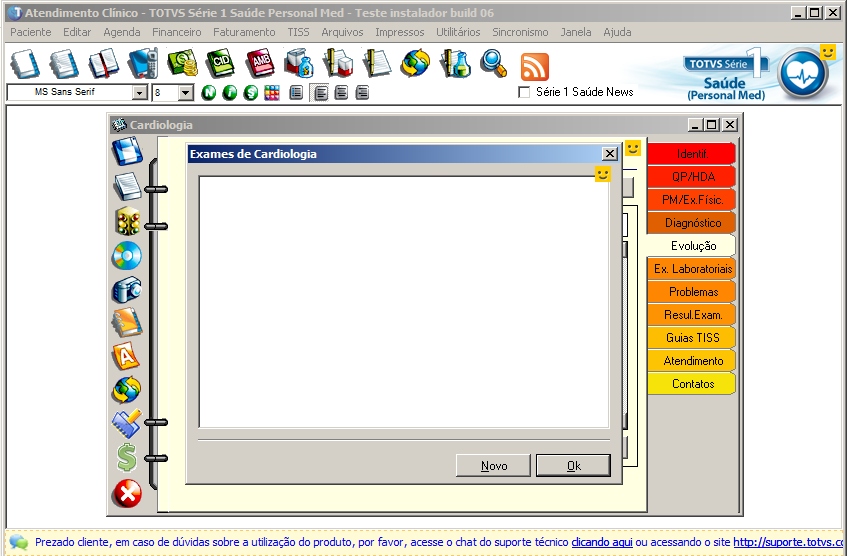 Atendimento Clínico - TOTVS Série 1 Saúde Personal Med - Teste instalador build 06
Paciente Editar Agenda Financeiro Faturamento TISS Arquivos Impressos Utilitários Sincronismo Janela Ajuda
CID
AMB
MS Sans Serif
8
N
I
S
Série 1 Saúde News
TOTVS Série 1
Saúde
(Personal Med)
Cardiologia
Exames de Cardiologia
Identif.
QP/HDA
PM/Ex.Físic.
Diagnóstico
Evolução
Ex. Laboratoriais
Problemas
Resul.Exam.
Guias TISS
Atendimento
Contatos
A
$
Novo
Ok
Prezado cliente, em caso de dúvidas sobre a utilização do produto, por favor, acesse o chat do suporte técnico clicando aqui ou acessando o site http://suporte.totvs.co